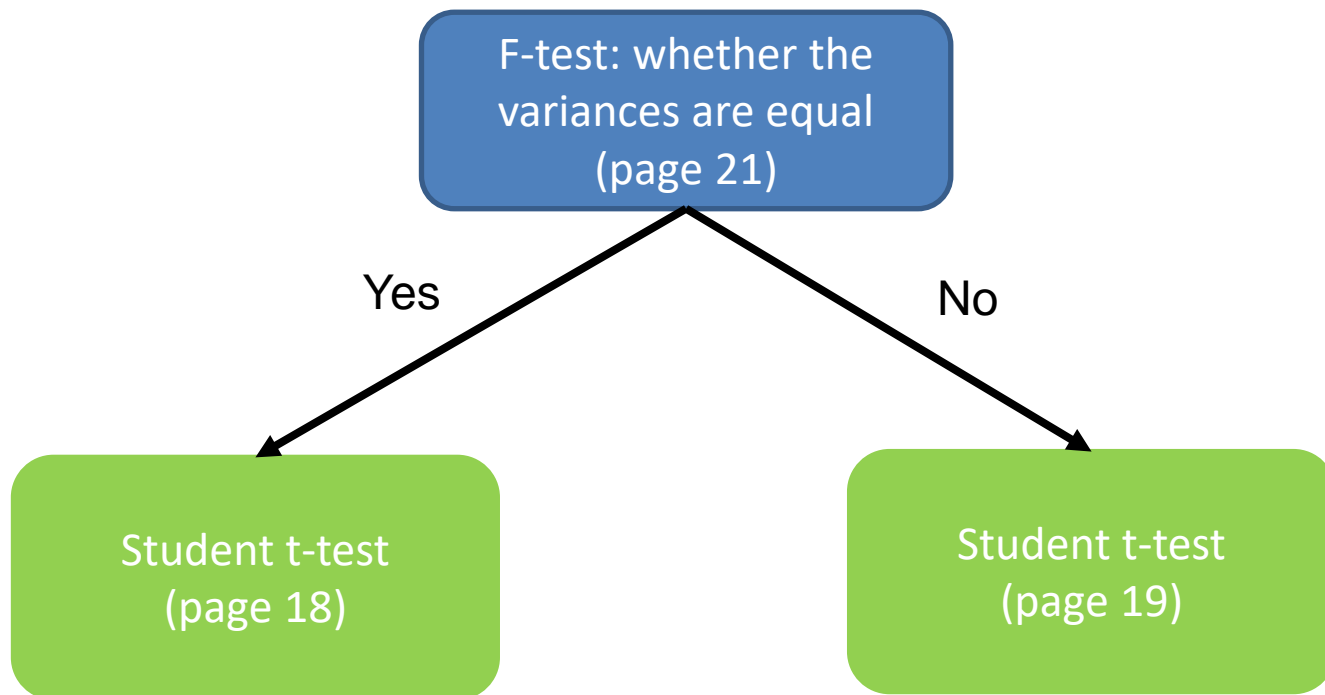 F-test: whether the
variances are equal
(page 21)
Yes
No
Student t-test
(page 18)
Student t-test
(page 19)